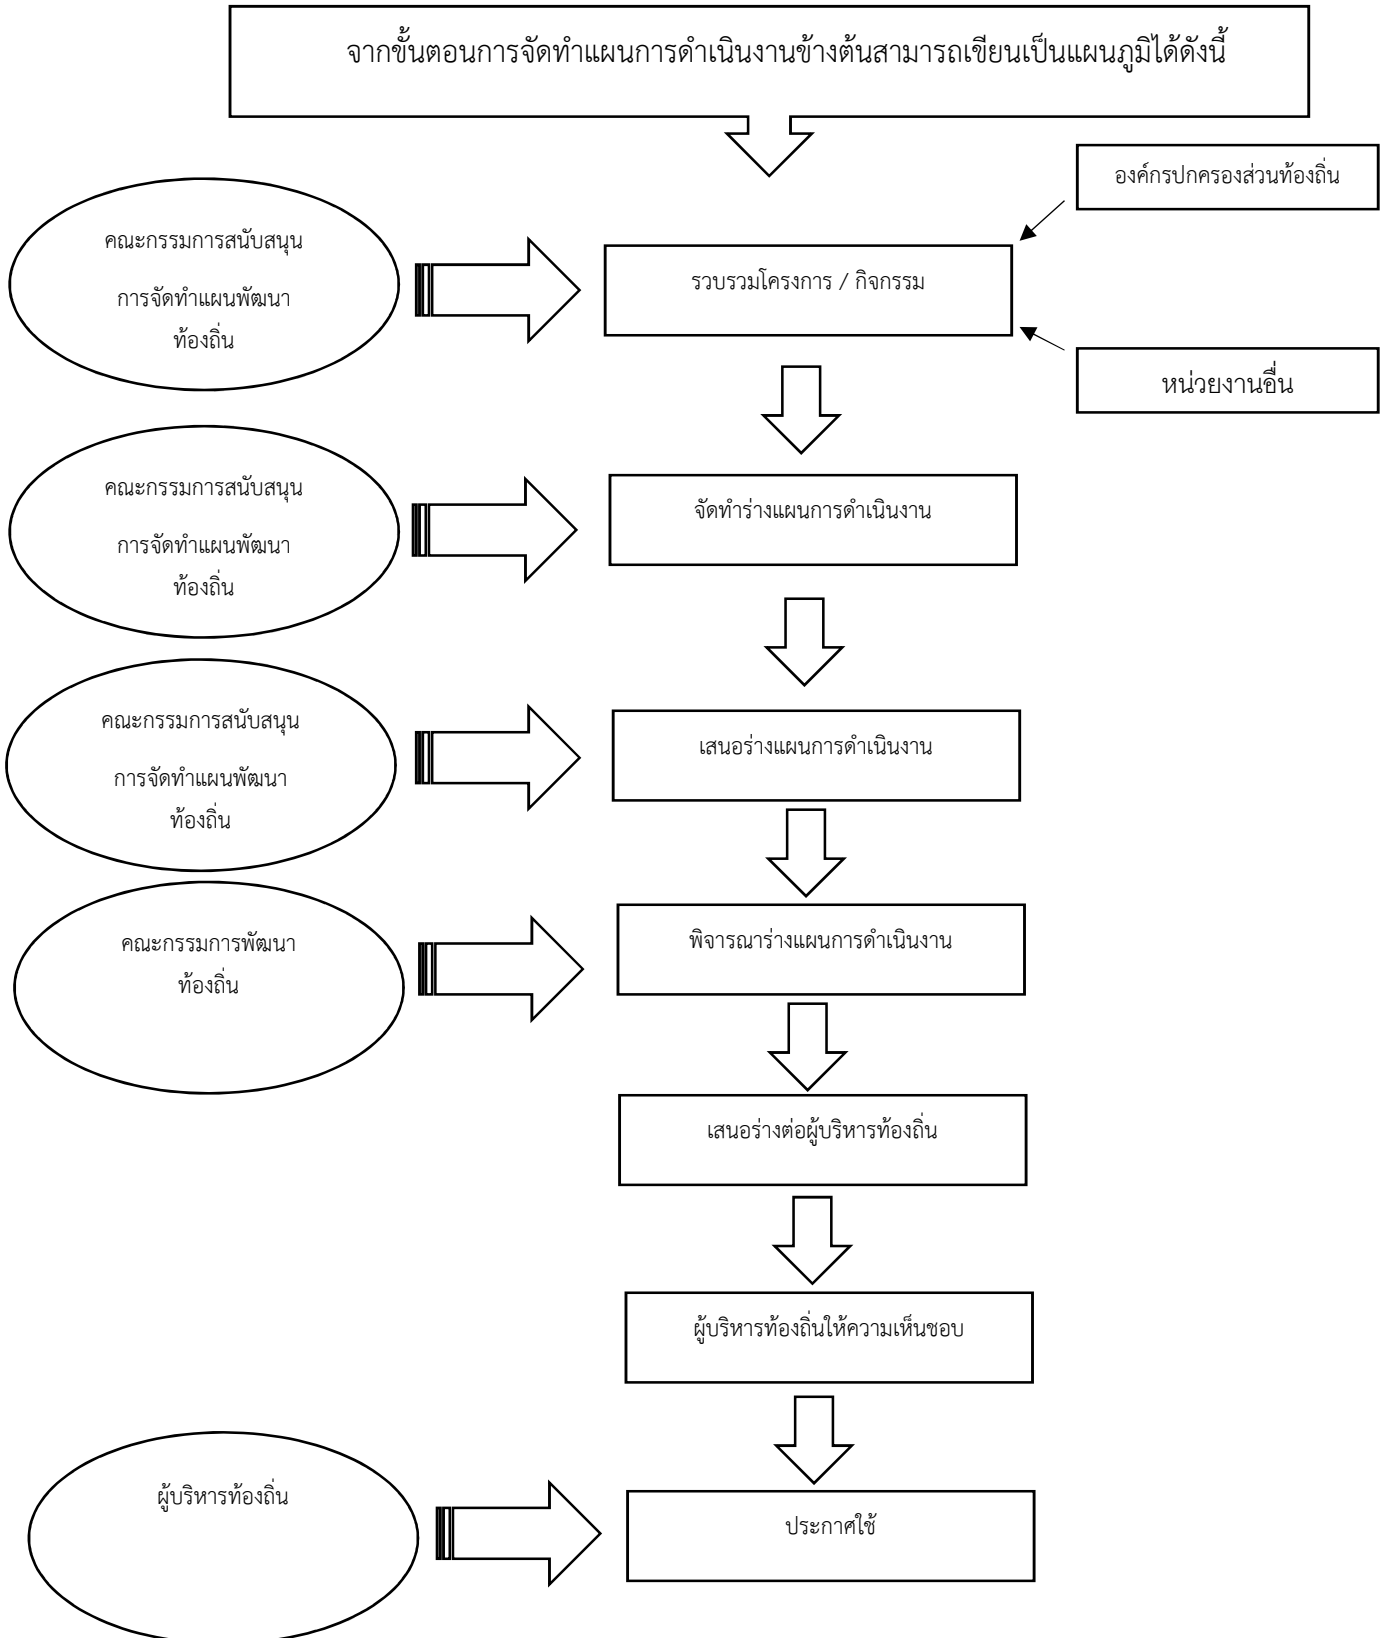 จากขั้นตอนการจัดทำแผนการดำเนินงานข้างต้นสามารถเขียนเป็นแผนภูมิได้ดังนี้
องค์กรปกครองส่วนท้องถิ่น
คณะกรรมการสนับสนุน
การจัดทำแผนพัฒนา
ท้องถิ่น
รวบรวมโครงการ / กิจกรรม
หน่วยงานอื่น
คณะกรรมการสนับสนุน
การจัดทำแผนพัฒนา
ท้องถิ่น
จัดทำร่างแผนการดำเนินงาน
คณะกรรมการสนับสนุน
การจัดทำแผนพัฒนา
ท้องถิ่น
เสนอร่างแผนการดำเนินงาน
คณะกรรมการพัฒนา
ท้องถิ่น
พิจารณาร่างแผนการดำเนินงาน
เสนอร่างต่อผู้บริหารท้องถิ่น
ผู้บริหารท้องถิ่นให้ความเห็นชอบ
ผู้บริหารท้องถิ่น
ประกาศใช้